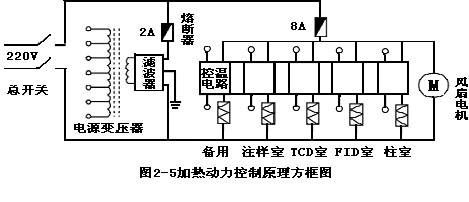 熔断器
2A
8A
220V
总开关
滤波器
控温电路
M
风扇电机
电源变压器
备用 注样室 TCD室 FID室 柱室
图2-5加热动力控制原理方框图